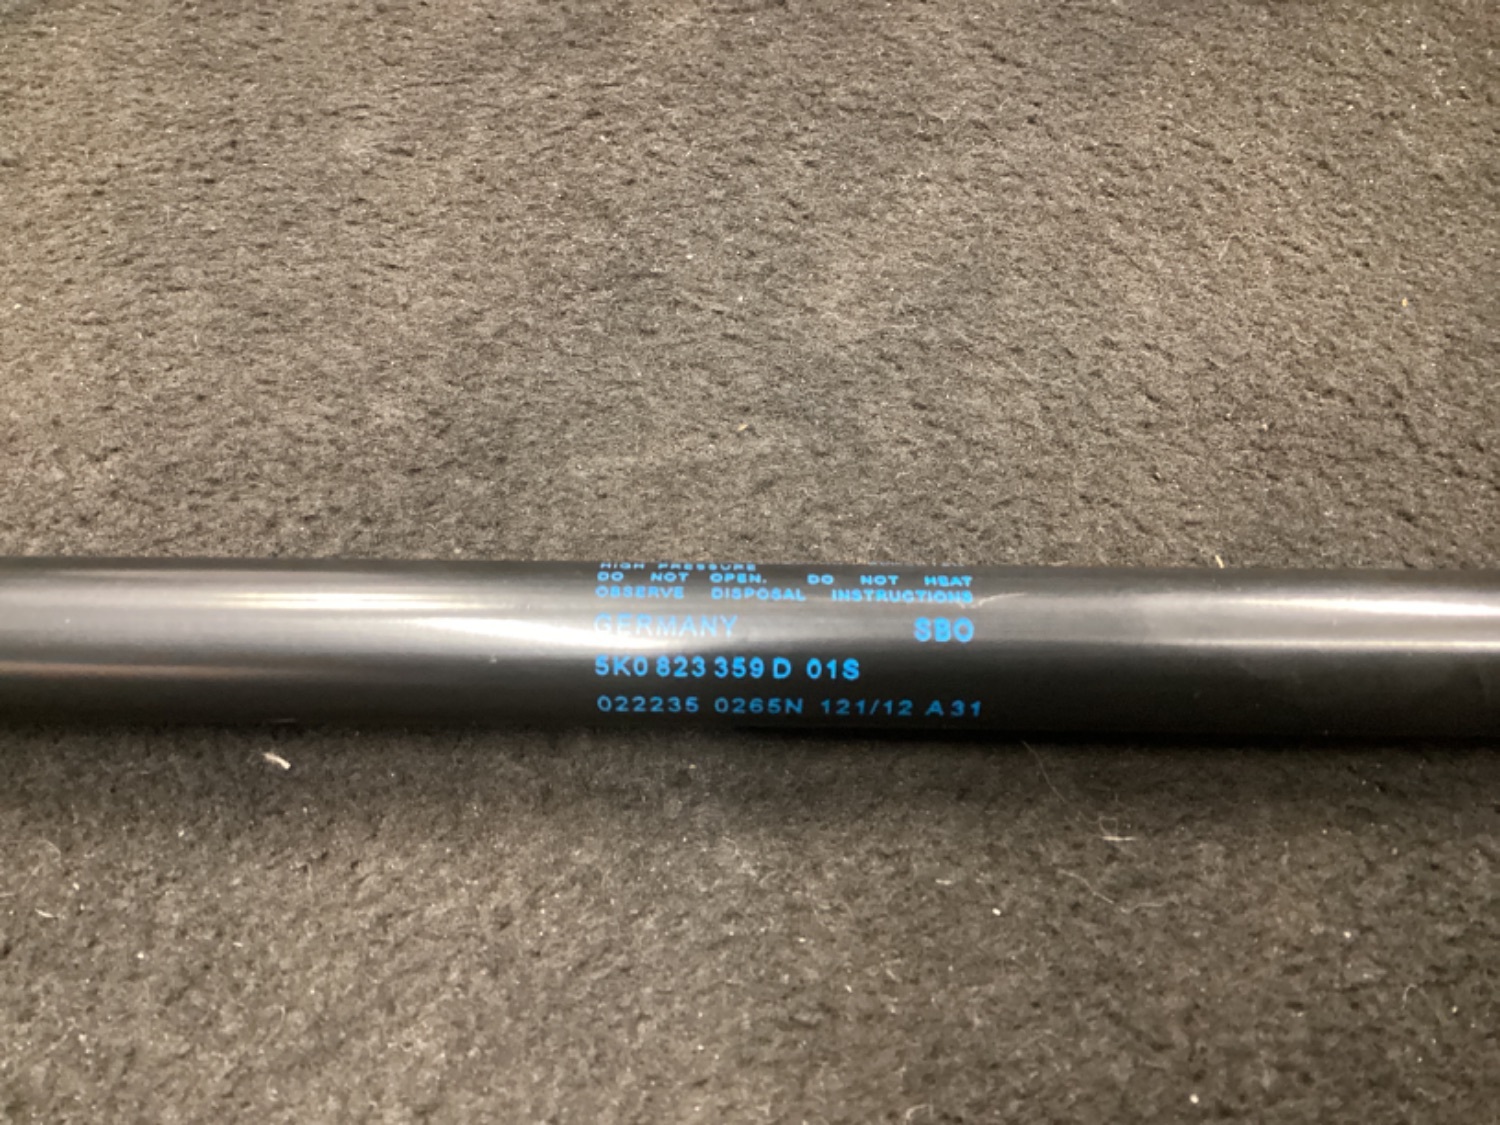 HIGH PRESSURE
DO NOT OPEN. DO NOT HEAT
OBSERVE DISPOSAL INSTRUCTIONS
GERMANY SBO
5K0 823 359 D 01S
022235 0265N 121/12 A31